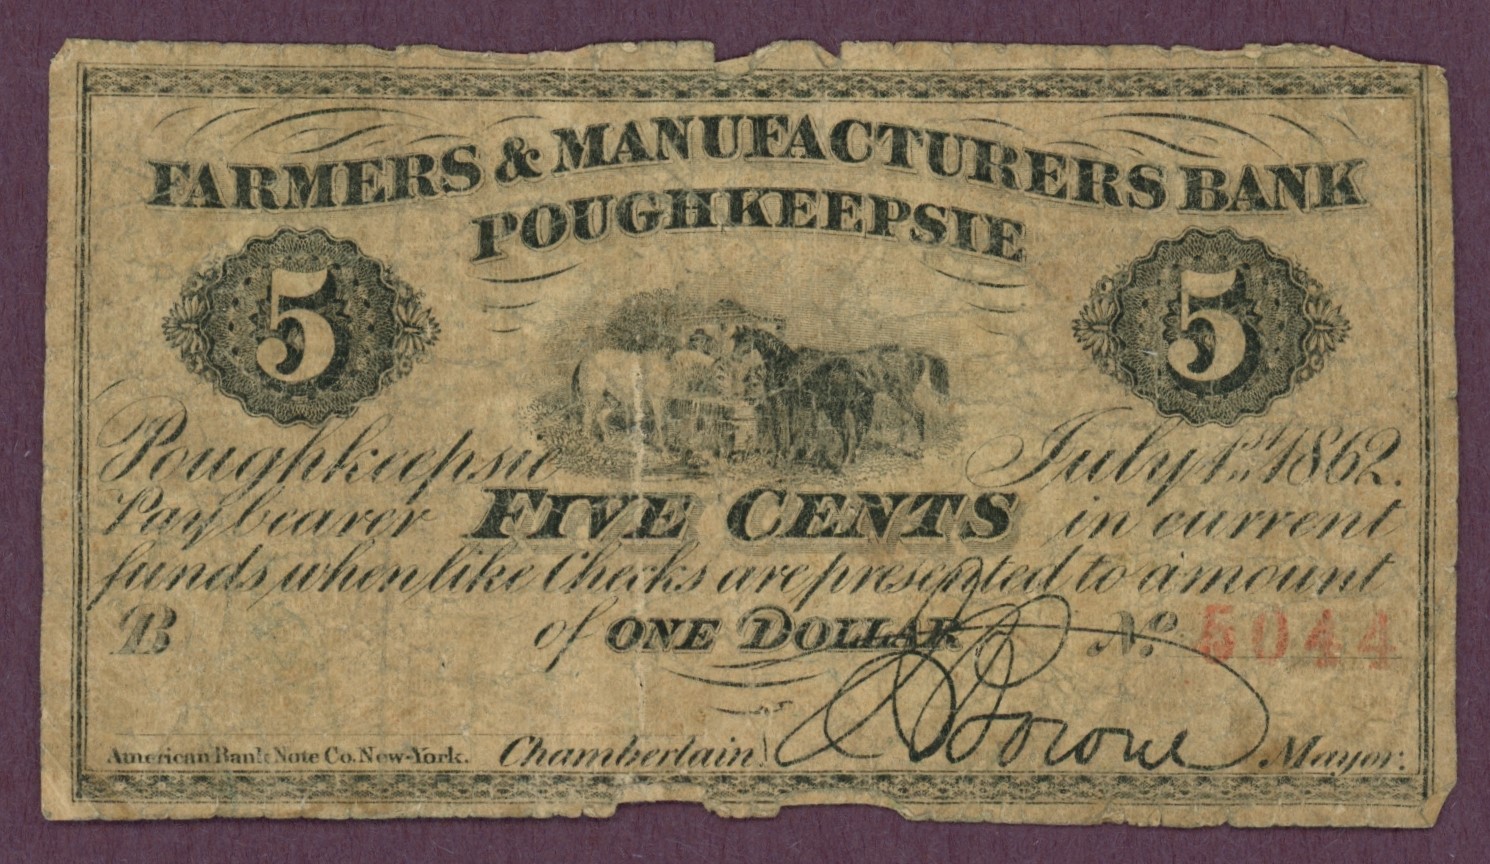 FARMERS & MANUFACTURERS BANK
POUGHKEEPSIE
5 5
Poughkeepsie July 1st 1862.
Pay bearer FIVE CENTS in current
funds, when like Checks are presented to amount
B of ONE DOLLAR No. 5044
American Bank Note Co. New-York. Chamberlain Mayor.